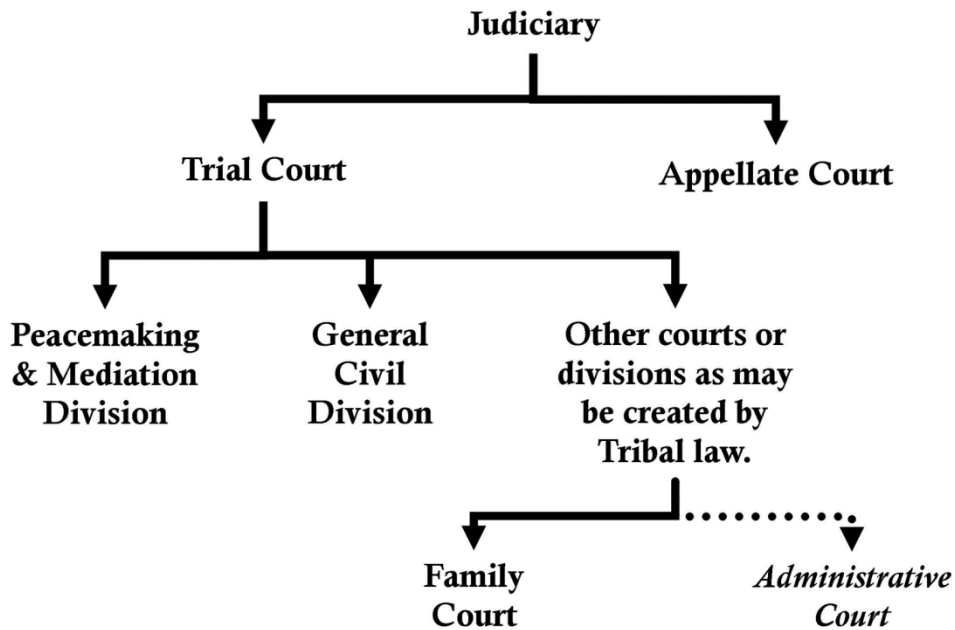 Judiciary
Trial Court
Appellate Court
Peacemaking
& Mediation
Division
General
Civil
Division
Other courts or
divisions as may
be created by
Tribal law.
Family
Court
Administrative
Court